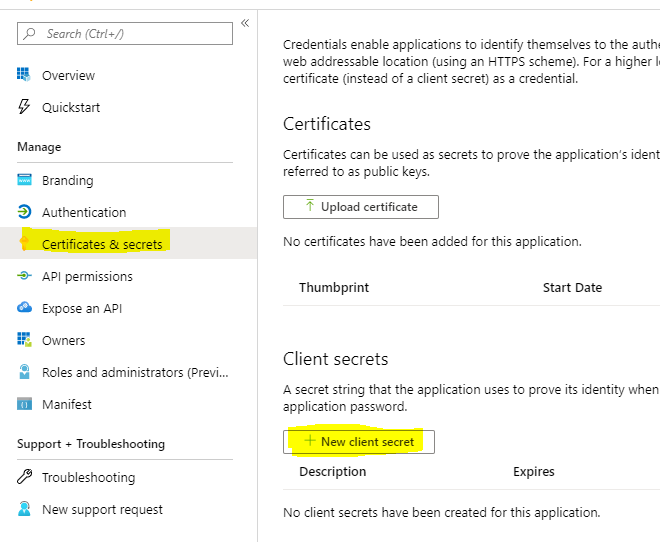 Search (Ctrl+/)
«
Overview
Quickstart
Manage
Branding
Authentication
Certificates & secrets
API permissions
Expose an API
Owners
Roles and administrators (Previ...
Manifest
Support + Troubleshooting
Troubleshooting
New support request
Credentials enable applications to identify themselves to the authe
web addressable location (using an HTTPS scheme). For a higher le
certificate (instead of a client secret) as a credential.
Certificates
Certificates can be used as secrets to prove the application's identi
referred to as public keys.
Upload certificate
No certificates have been added for this application.
Thumbprint Start Date
Client secrets
A secret string that the application uses to prove its identity when
application password.
New client secret
Description Expires
No client secrets have been created for this application.